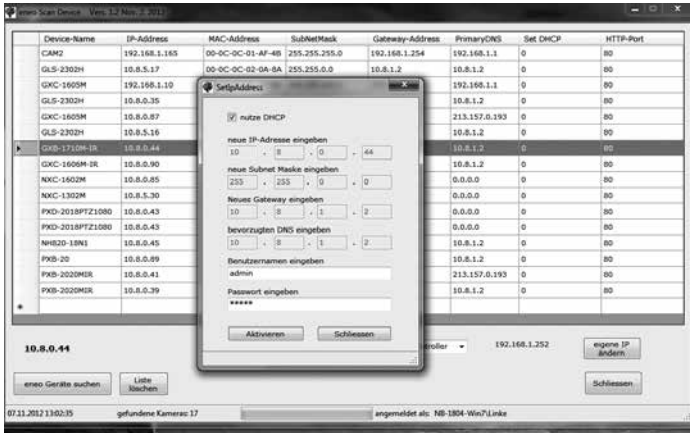 eneo Scan Device Vers. 1.2 Nov. 2 2012
Device-Name IP-Address MAC-Address SubNetMask Gateway-Address PrimaryDNS Set DHCP HTTP-Port
CAM2 192.168.1.165 00-0C-0C-01-AF-4B 255.255.255.0 192.168.1.254 192.168.1.1 0 80
GLS-2302H 10.8.5.17 00-0C-0C-02-0A-8A 255.255.0.0 10.8.1.2 10.8.1.2 0 80
GXC-1605M 192.168.1.10 192.168.1.1 0 80
GLS-2302H 10.8.0.35 10.8.1.2 0 80
GXC-1605M 10.8.0.87 213.157.0.193 0 80
GLS-2302H 10.8.5.16 10.8.1.2 0 80
GXB-1710M-IR 10.8.0.44 10.8.1.2 0 80
GXC-1606M-IR 10.8.0.90 10.8.1.2 0 80
NXC-1602M 10.8.0.85 0.0.0.0 0 80
NXC-1302M 10.8.5.30 0.0.0.0 0 80
PXD-2018PTZ1080 10.8.0.43 0.0.0.0 0 80
PXD-2018PTZ1080 10.8.0.43 0.0.0.0 0 80
NH820-18N1 10.8.0.45 10.8.1.2 0 80
PXB-20 10.8.0.89 10.8.1.2 0 80
PXB-2020MIR 10.8.0.41 213.157.0.193 0 80
PXB-2020MIR 10.8.0.39 10.8.1.2 0 80
SetIpAddress
nutze DHCP
neue IP-Adresse eingeben
10 . 8 . 0 . 44
neue Subnet Maske eingeben
255 . 255 . 0 . 0
Neues Gateway eingeben
10 . 8 . 1 . 2
bevorzugten DNS eingeben
10 . 8 . 1 . 2
Benutzernamen eingeben
admin
Passwort eingeben
*****
Aktivieren Schliessen
10.8.0.44 troller 192.168.1.252 eigene IP
ändern
eneo Geräte suchen Liste
löschen Schliessen
07.11.2012 13:02:35 gefundene Kameras: 17 angemeldet als: NB-1804-Win7\Linke